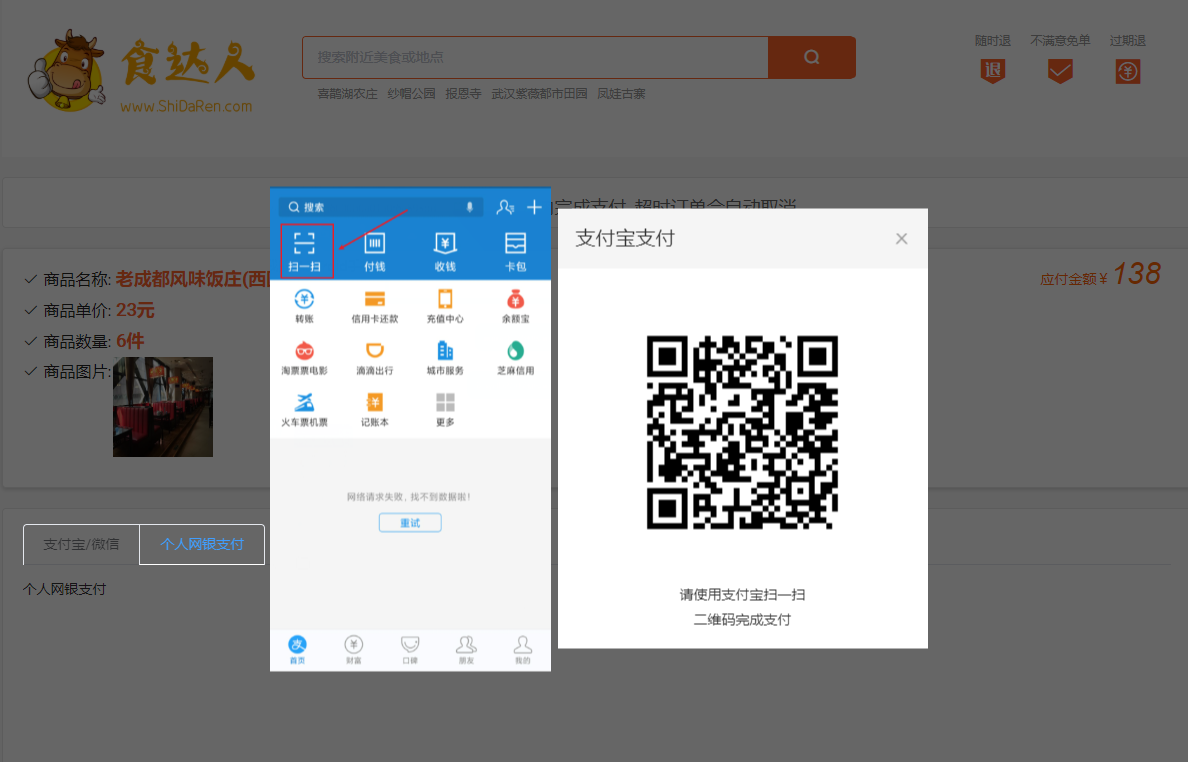 食达人
www.ShiDaRen.com
搜索附近美食或地点
喜鹊湖农庄 纱帽公园 报恩寺 武汉紫薇都市田园 凤娃古寨
随时退 不满意免单 过期退
退
完成支付, 超时订单会自动取消
商品名称: 老成都风味饭庄(西
商品单价: 23元
商品数量: 6件
商品图片:
应付金额 ¥ 138
搜索
扫一扫 付钱 收钱 卡包
转账 信用卡还款 充值中心 余额宝
淘票票电影 滴滴出行 城市服务 芝麻信用
火车票机票 记账本 更多
网络请求失败，找不到数据啦！
重试
首页 财富 口碑 朋友 我的
支付宝支付
请使用支付宝扫一扫
二维码完成支付
支付宝/微信 个人网银支付
个人网银支付